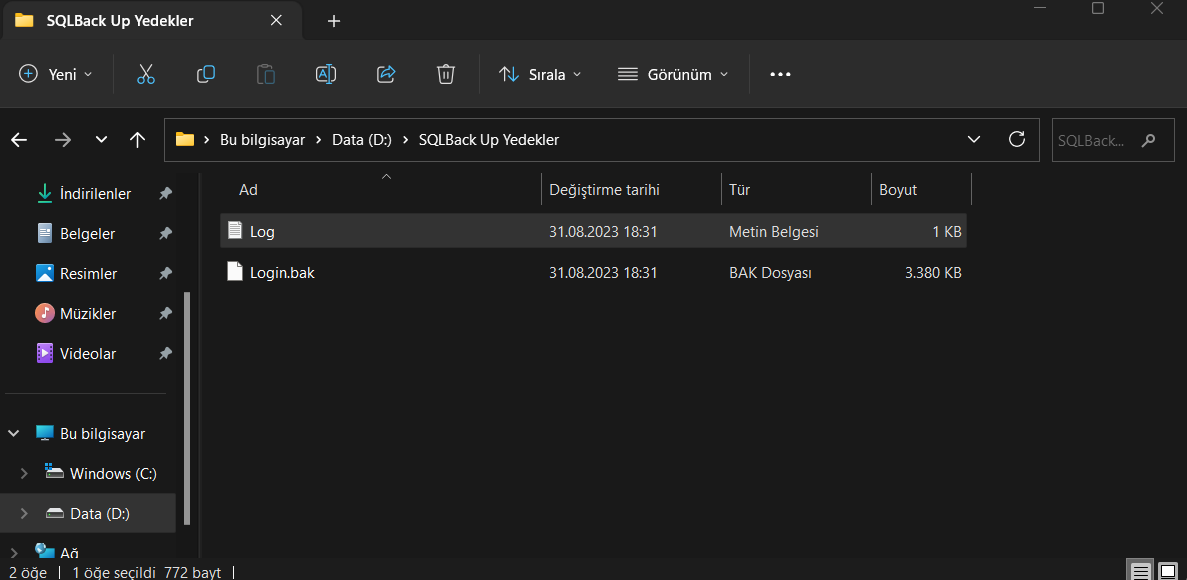 SQLBack Up Yedekler
Yeni
Sırala
Görünüm
Bu bilgisayar
Data (D:)
SQLBack Up Yedekler
SQLBack...
İndirilenler
Belgeler
Resimler
Müzikler
Videolar
Bu bilgisayar
Windows (C:)
Data (D:)
Ağ
Ad Değiştirme tarihi Tür Boyut
Log 31.08.2023 18:31 Metin Belgesi 1 KB
Login.bak 31.08.2023 18:31 BAK Dosyası 3.380 KB
2 öğe | 1 öğe seçildi 772 bayt |